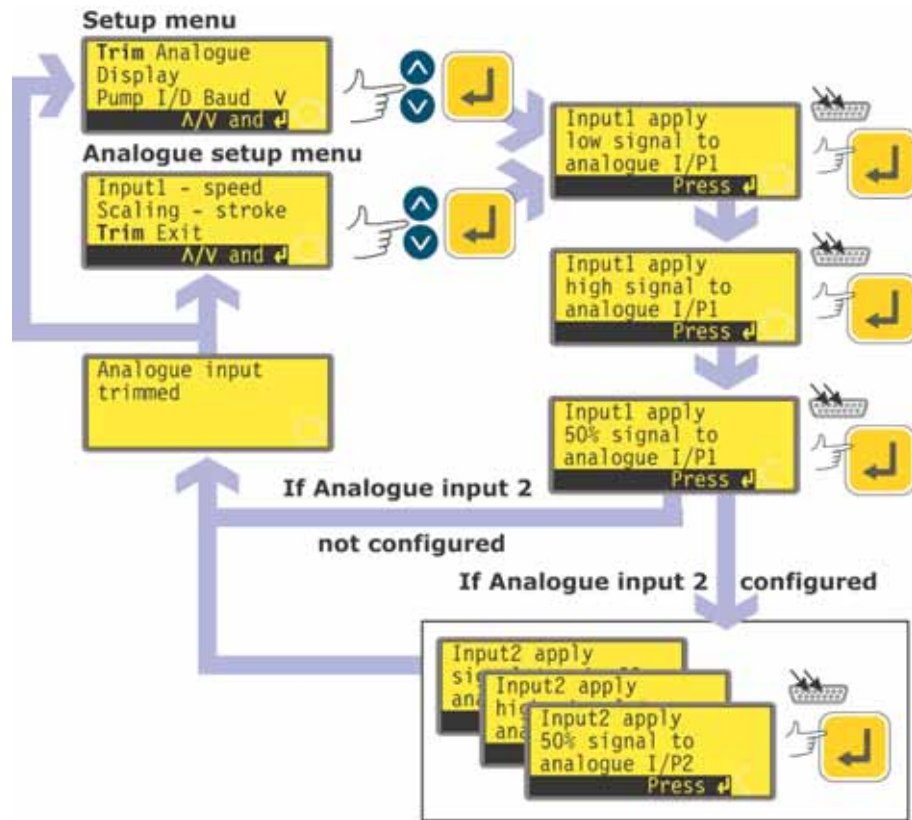 Setup menu
Trim Analogue
Display
Pump I/D Baud V
Λ/V and ↲
Analogue setup menu
Input1 - speed
Scaling - stroke
Trim Exit
Λ/V and ↲
Input1 apply
low signal to
analogue I/P1
Press ↲
Input1 apply
high signal to
analogue I/P1
Press ↲
Input1 apply
50% signal to
analogue I/P1
Press ↲
Analogue input
trimmed
If Analogue input 2
not configured
If Analogue input 2 configured
Input2 apply
Input2 apply
Input2 apply
50% signal to
analogue I/P2
Press ↲